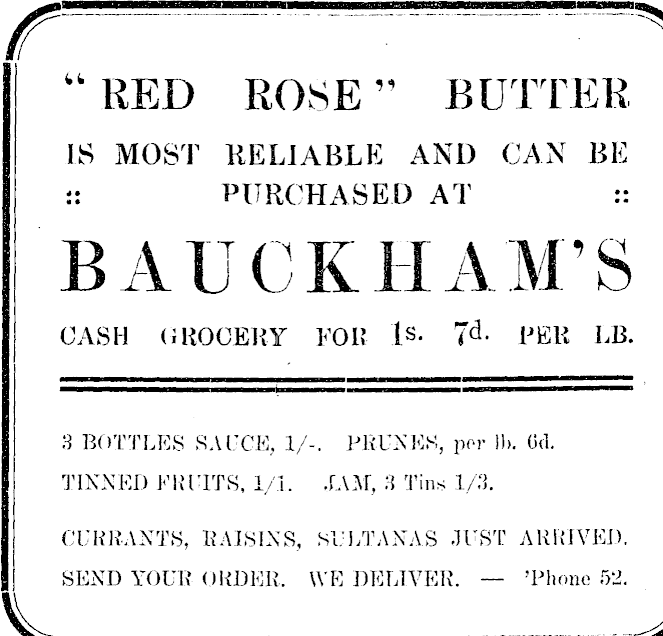 “ RED ROSE ” BUTTER
IS MOST RELIABLE AND CAN BE
:: PURCHASED AT ::
BAUCKHAM’S
CASH GROCERY FOR 1s. 7d. PER LB.
3 BOTTLES SAUCE, 1/-. PRUNES, per lb. 6d.
TINNED FRUITS, 1/1. JAM, 3 Tins 1/3.
CURRANTS, RAISINS, SULTANAS JUST ARRIVED.
SEND YOUR ORDER. WE DELIVER. — ’Phone 52.